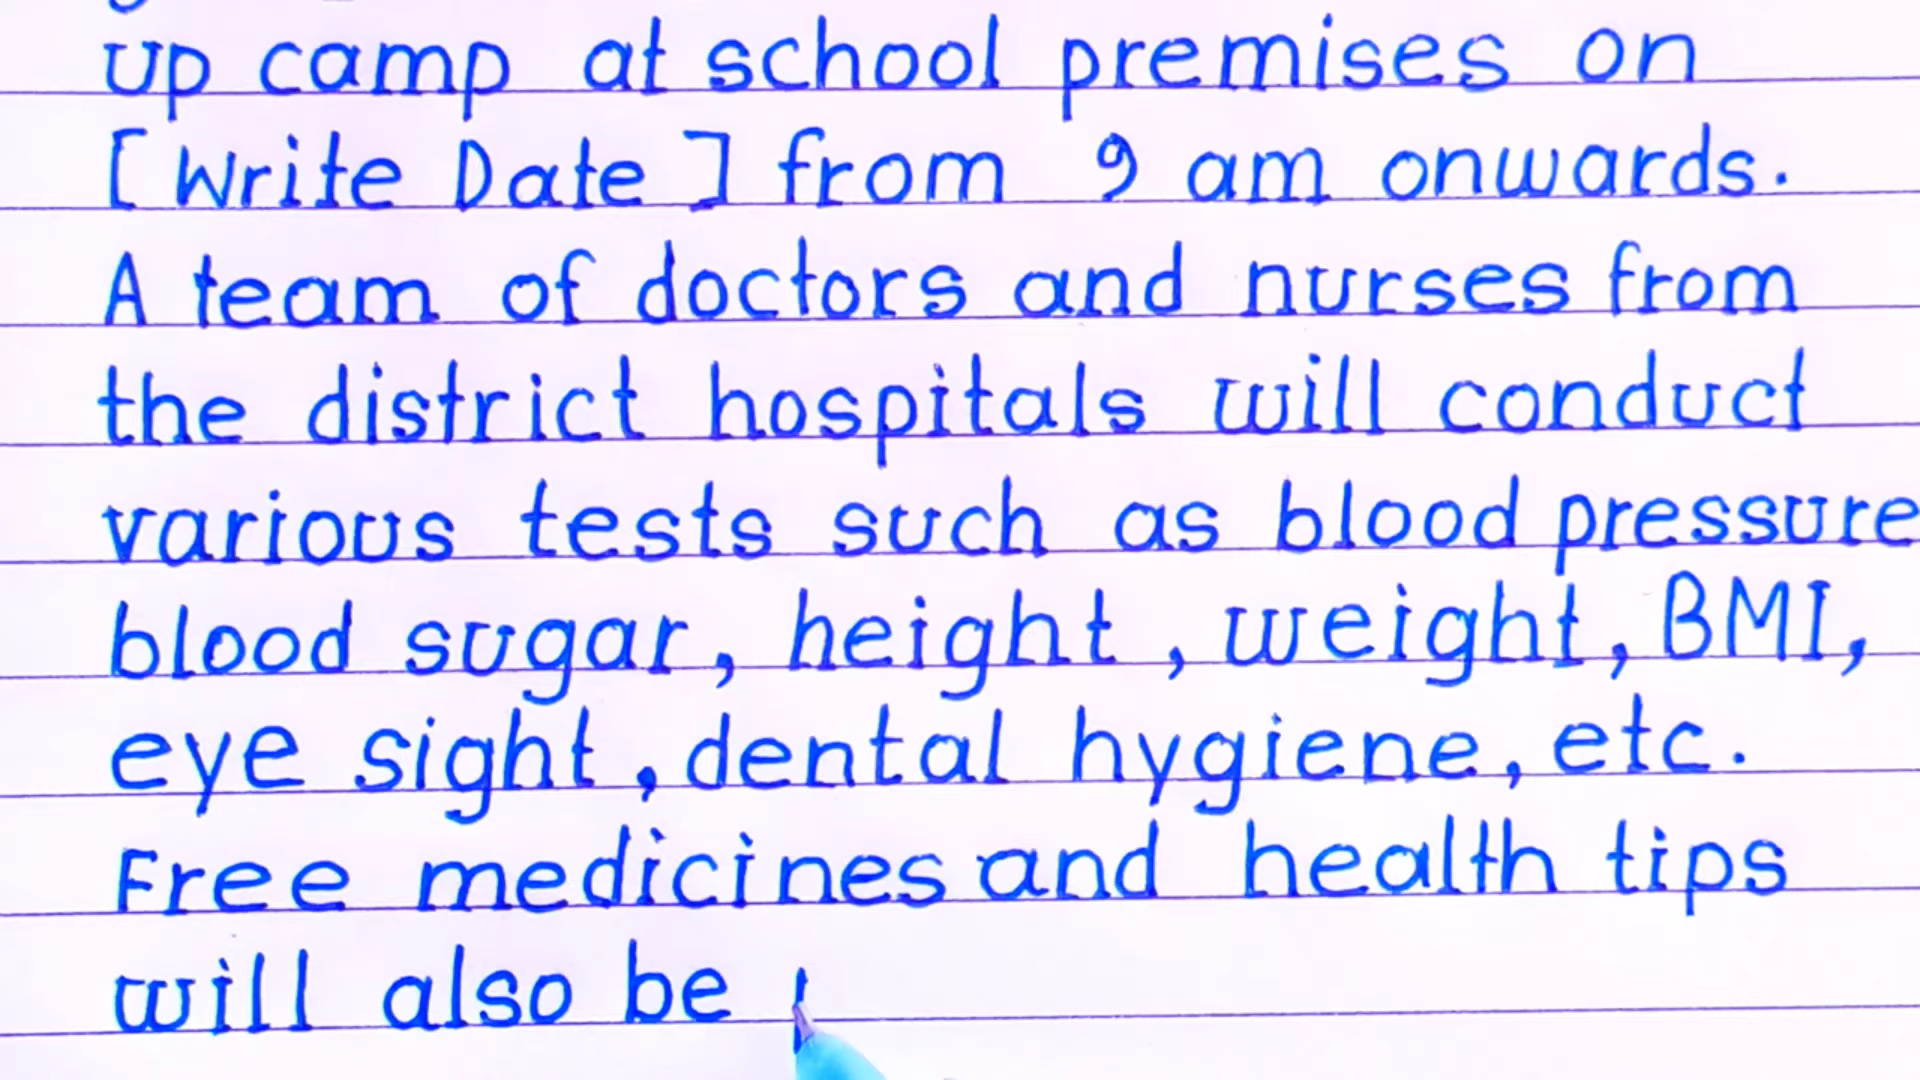 up camp at school premises on
[Write Date] from 9 am onwards.
A team of doctors and nurses from
the district hospitals will conduct
various tests such as blood pressure
blood sugar, height, weight, BMI,
eye sight, dental hygiene, etc.
Free medicines and health tips
will also be